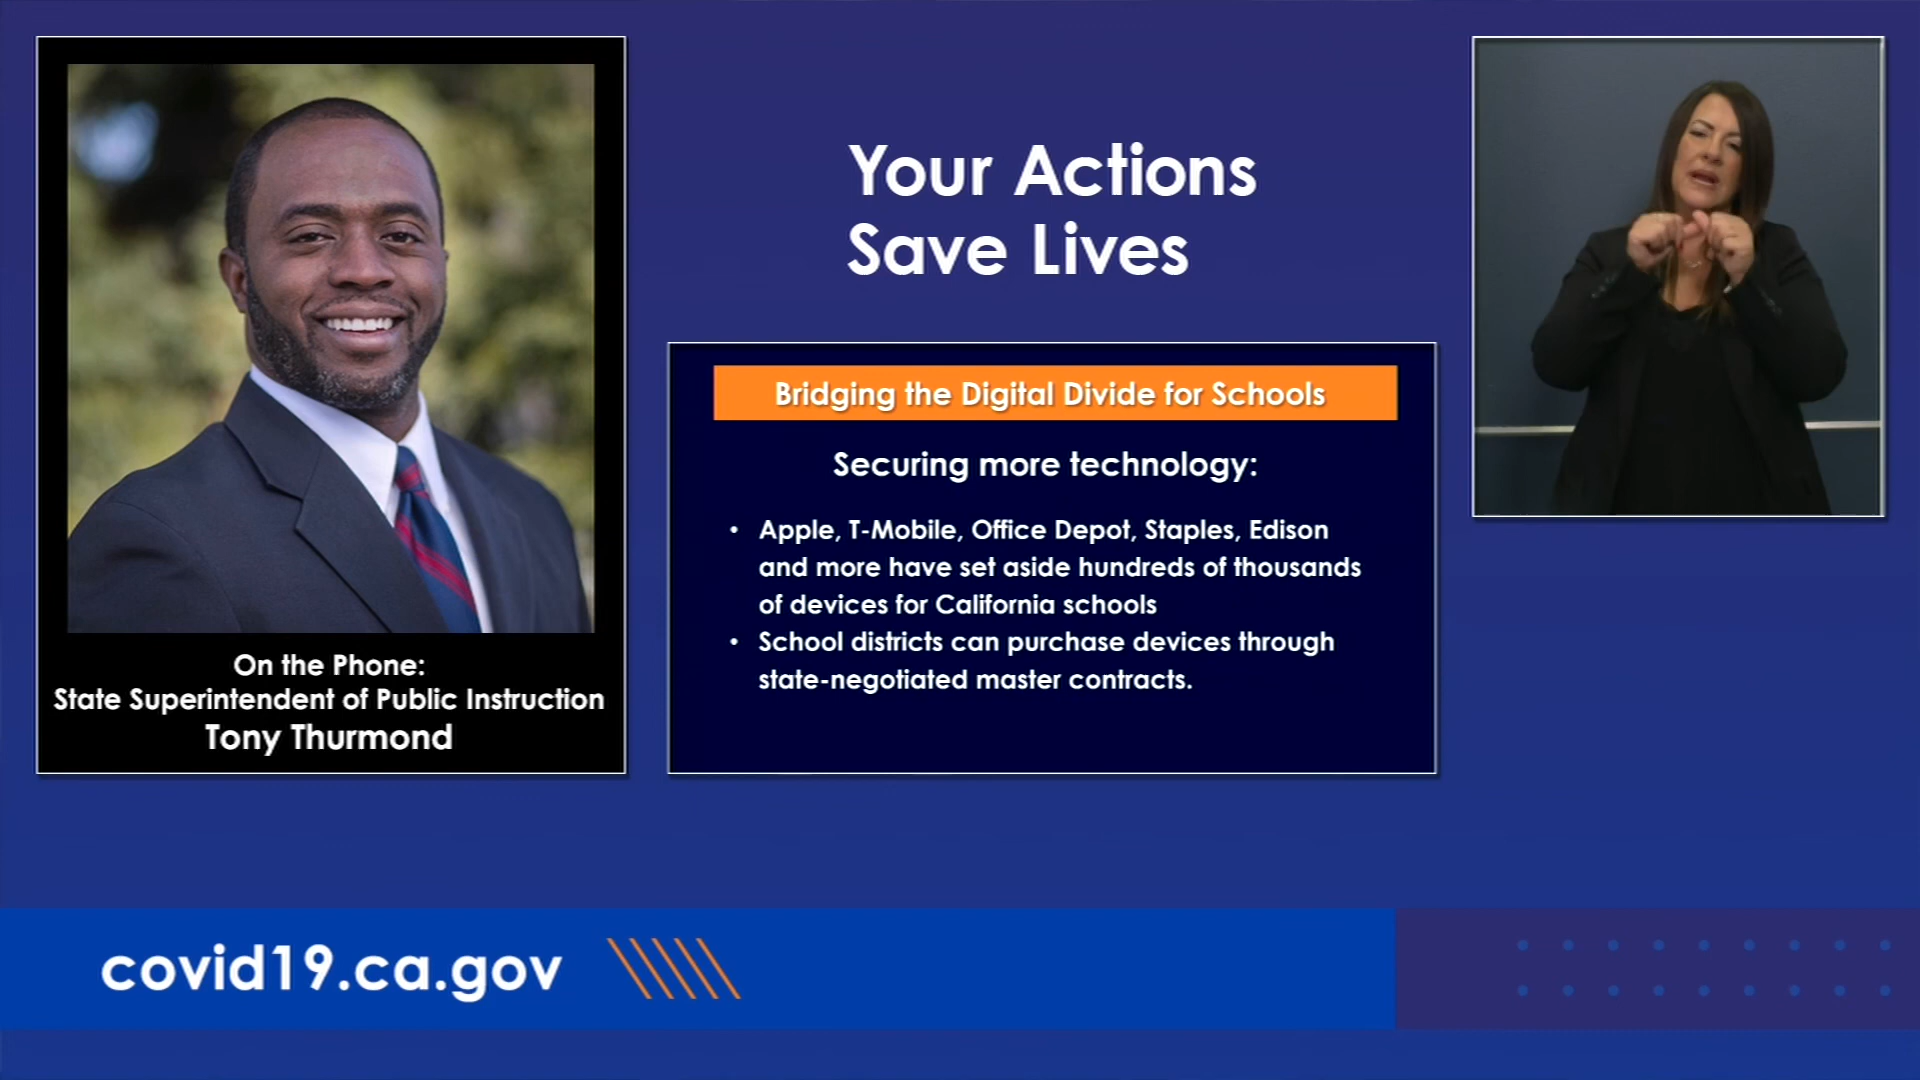 Your Actions
Save Lives
On the Phone:
State Superintendent of Public Instruction
Tony Thurmond
Bridging the Digital Divide for Schools
Securing more technology:
• Apple, T-Mobile, Office Depot, Staples, Edison
and more have set aside hundreds of thousands
of devices for California schools
• School districts can purchase devices through
state-negotiated master contracts.
covid19.ca.gov